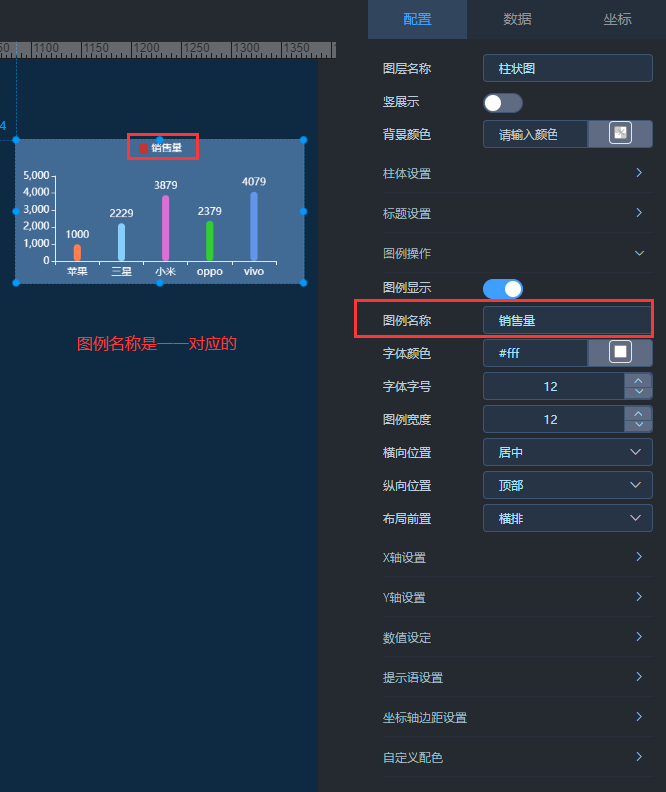 配置 数据 坐标
50 1100 1150 1200 1250 1300 1350
4
销售量
5,000
4,000
3,000
2,000
1,000
0
1000
2229
3879
2379
4079
苹果 三星 小米 oppo vivo
图例名称是一一对应的
图层名称 柱状图
竖展示
背景颜色 请输入颜色
柱体设置
标题设置
图例操作
图例显示
图例名称 销售量
字体颜色 #fff
字体字号 12
图例宽度 12
横向位置 居中
纵向位置 顶部
布局前置 横排
X轴设置
Y轴设置
数值设定
提示语设置
坐标轴边距设置
自定义配色